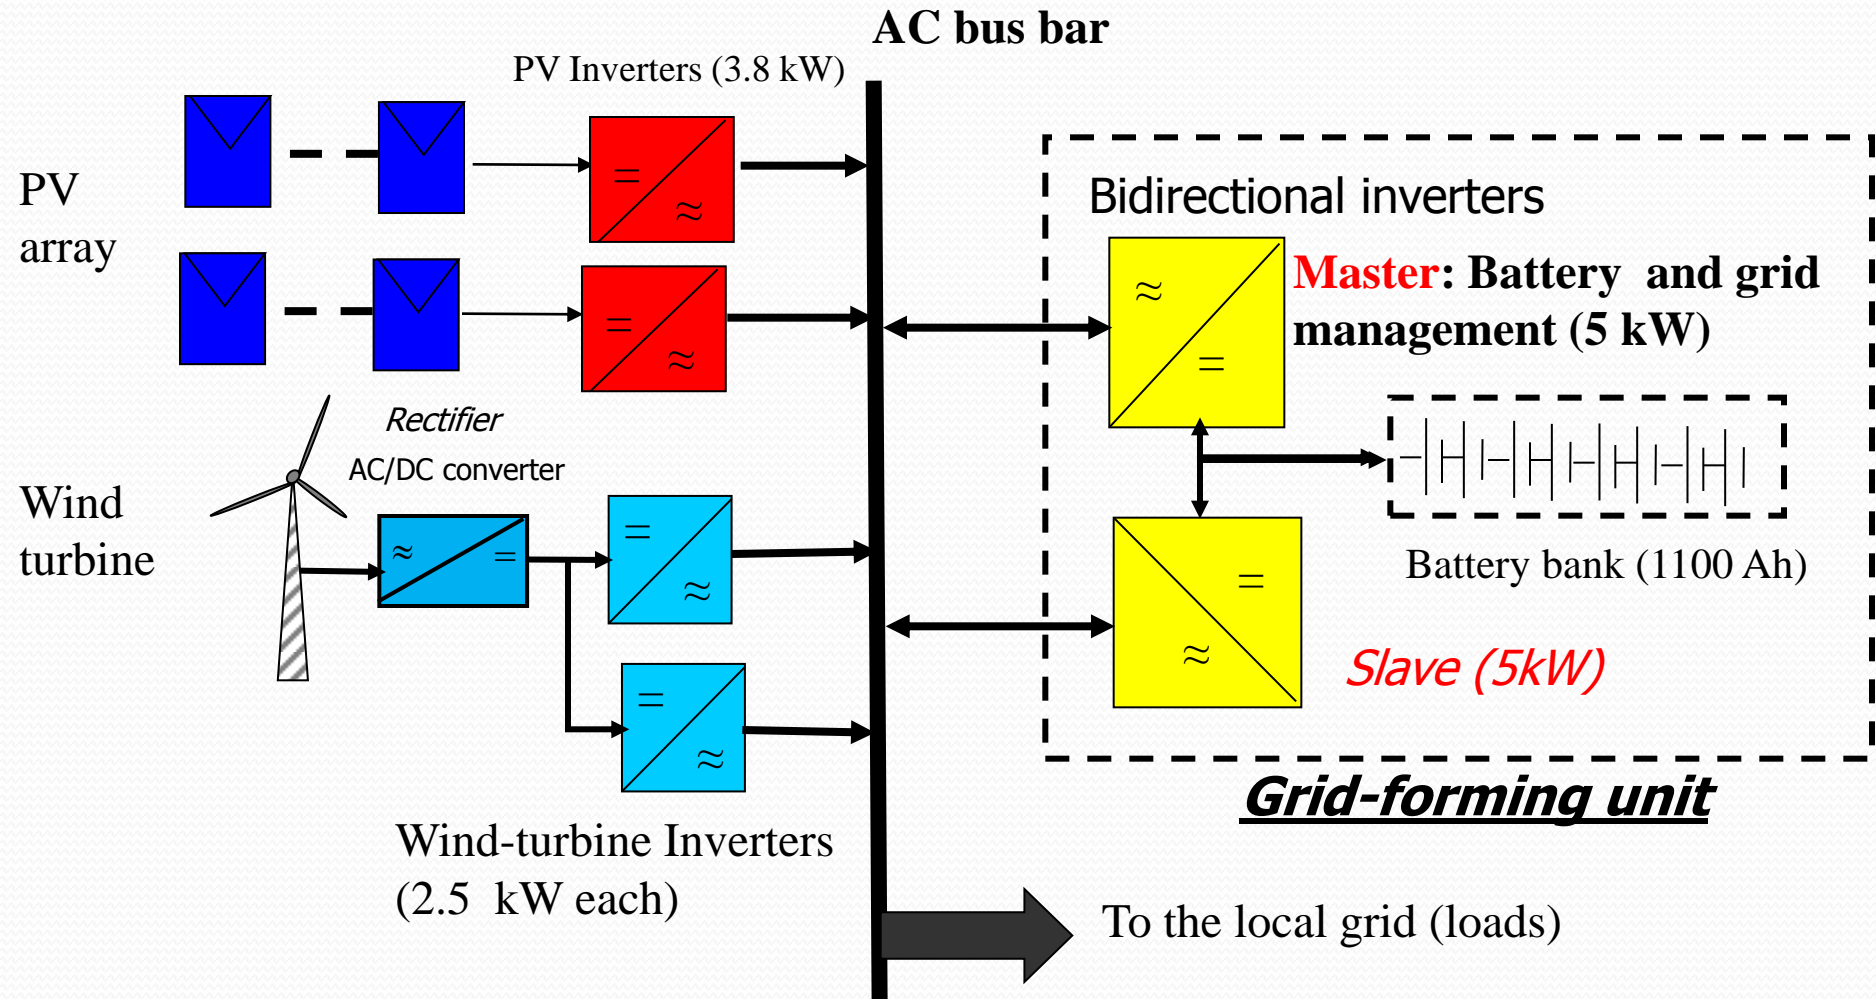 AC bus bar
PV Inverters (3.8 kW)
PV
array
=
≈
=
≈
Bidirectional inverters
≈
=
Master: Battery and grid
management (5 kW)
Rectifier
AC/DC converter
Wind
turbine
≈
=
=
≈
=
≈
Battery bank (1100 Ah)
=
≈
Slave (5kW)
Grid-forming unit
Wind-turbine Inverters
(2.5 kW each)
To the local grid (loads)